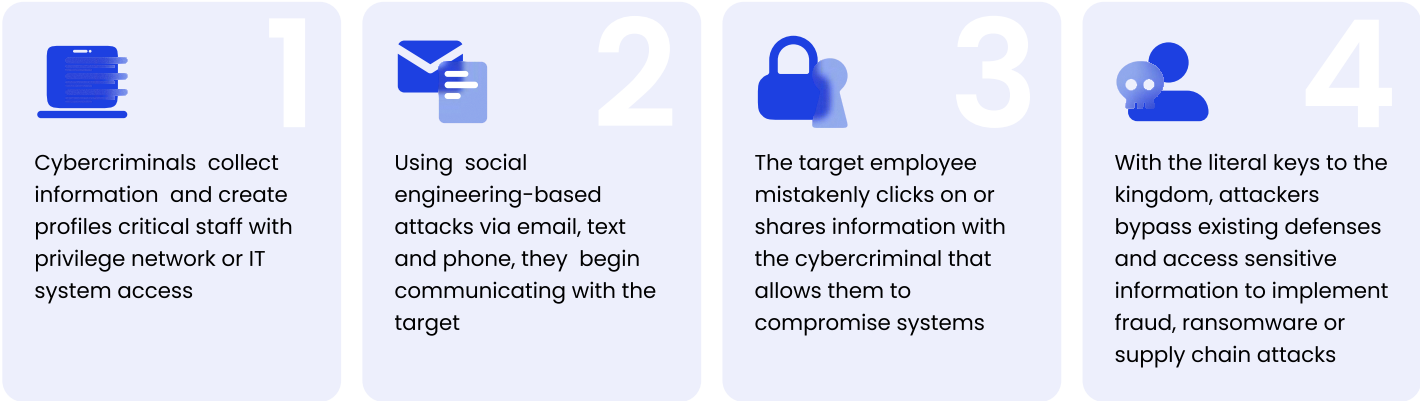 1
Cybercriminals  collect
information  and create
profiles critical staff with
privilege network or IT
system access
2
Using  social
engineering-based
attacks via email, text
and phone, they  begin
communicating with the
target
3
The target employee
mistakenly clicks on or
shares information with
the cybercriminal that
allows them to
compromise systems
4
With the literal keys to the
kingdom, attackers
bypass existing defenses
and access sensitive
information to implement
fraud, ransomware or
supply chain attacks